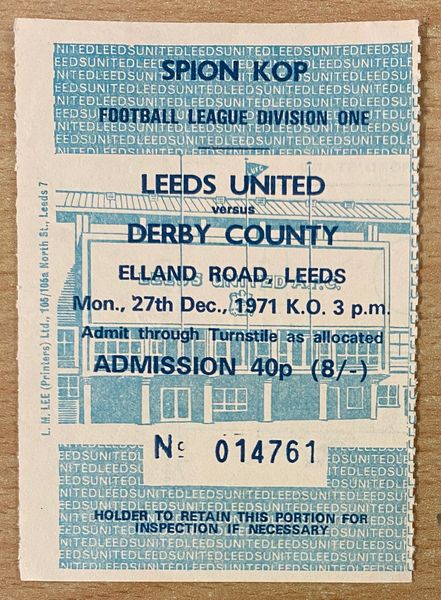 SPION KOP
FOOTBALL LEAGUE DIVISION ONE
LEEDS UNITED
versus
DERBY COUNTY
ELLAND ROAD, LEEDS
LEEDS UNITED A.F.C.
Mon., 27th Dec., 1971 K.O. 3 p.m.
Admit through Turnstile as allocated
ADMISSION 40p (8/-)
Nº 014761
HOLDER TO RETAIN THIS PORTION FOR
INSPECTION IF NECESSARY
L. H. LEE (Printers) Ltd., 106/106a North St., Leeds 7